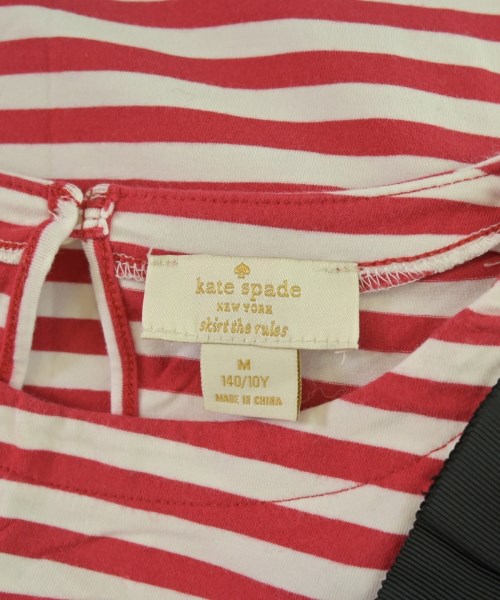 kate spade
NEW YORK
skirt the rules
M
140/10Y
MADE IN CHINA